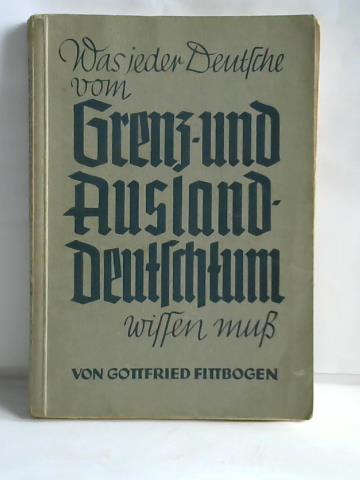 Was jeder Deutſche
vom
Grenz-und
Ausland-
deutſchtum
wiſſen muß
VON GOTTFRIED FITTBOGEN